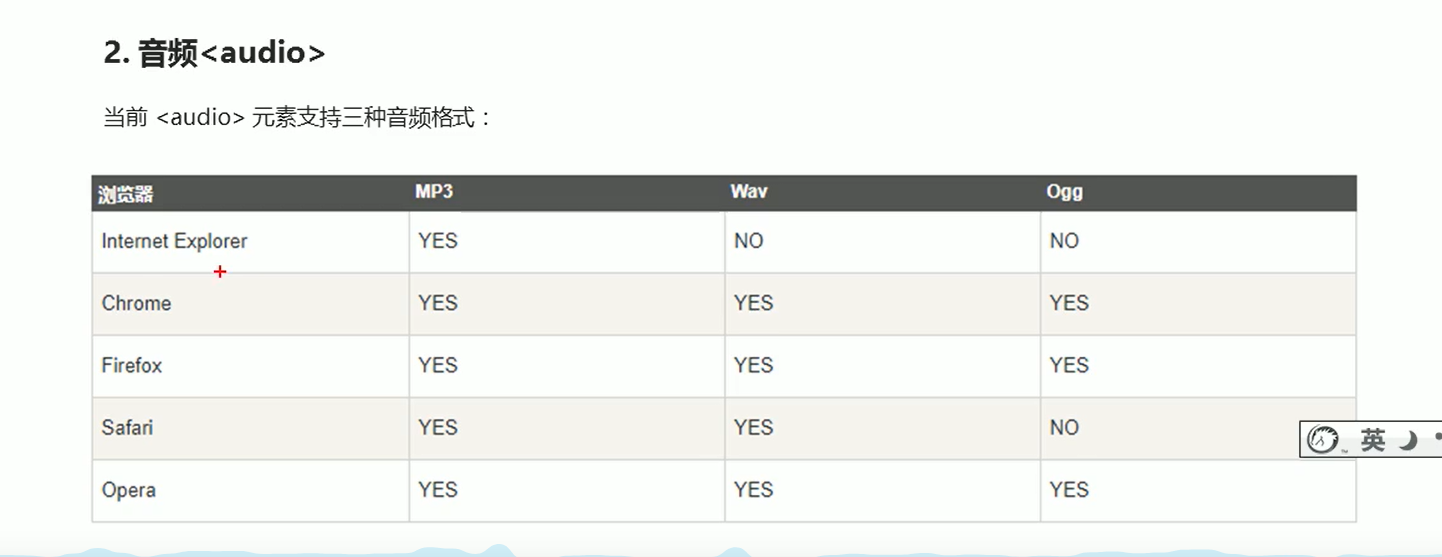 2. 音频<audio>
当前 <audio> 元素支持三种音频格式：
浏览器 MP3 Wav Ogg
Internet Explorer YES NO NO
Chrome YES YES YES
Firefox YES YES YES
Safari YES YES NO
Opera YES YES YES
英